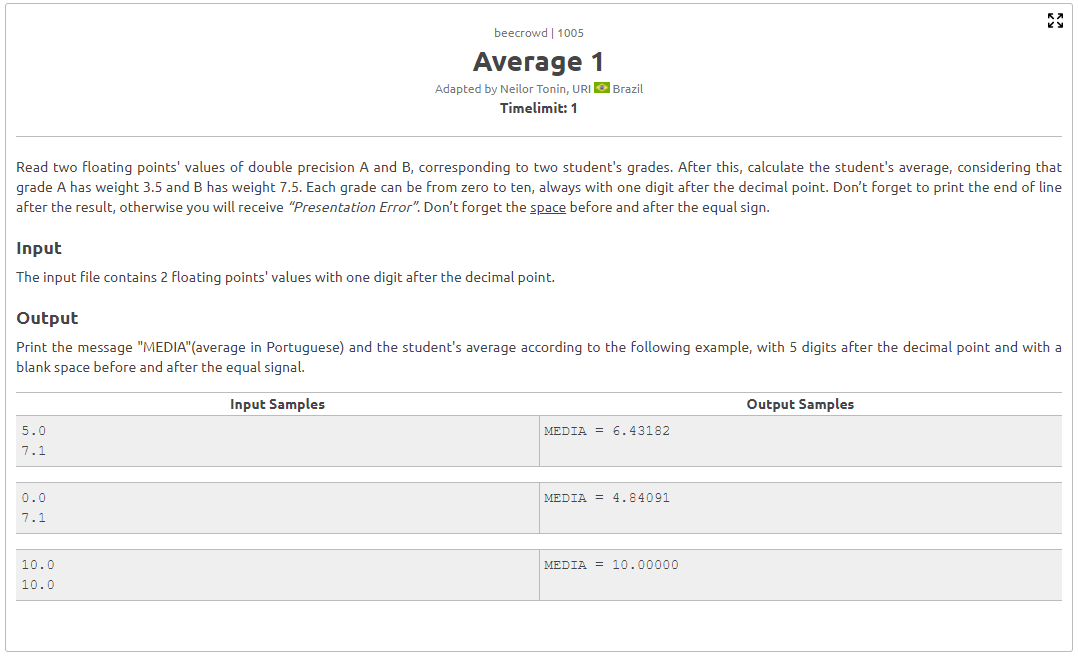 beecrowd | 1005
Average 1
Adapted by Neilor Tonin, URI Brazil
Timelimit: 1
Read two floating points' values of double precision A and B, corresponding to two student's grades. After this, calculate the student's average, considering that
grade A has weight 3.5 and B has weight 7.5. Each grade can be from zero to ten, always with one digit after the decimal point. Don’t forget to print the end of line
after the result, otherwise you will receive “Presentation Error”. Don’t forget the space before and after the equal sign.
Input
The input file contains 2 floating points' values with one digit after the decimal point.
Output
Print the message "MEDIA"(average in Portuguese) and the student's average according to the following example, with 5 digits after the decimal point and with a
blank space before and after the equal signal.
Input Samples Output Samples
5.0 MEDIA = 6.43182
7.1
0.0 MEDIA = 4.84091
7.1
10.0 MEDIA = 10.00000
10.0